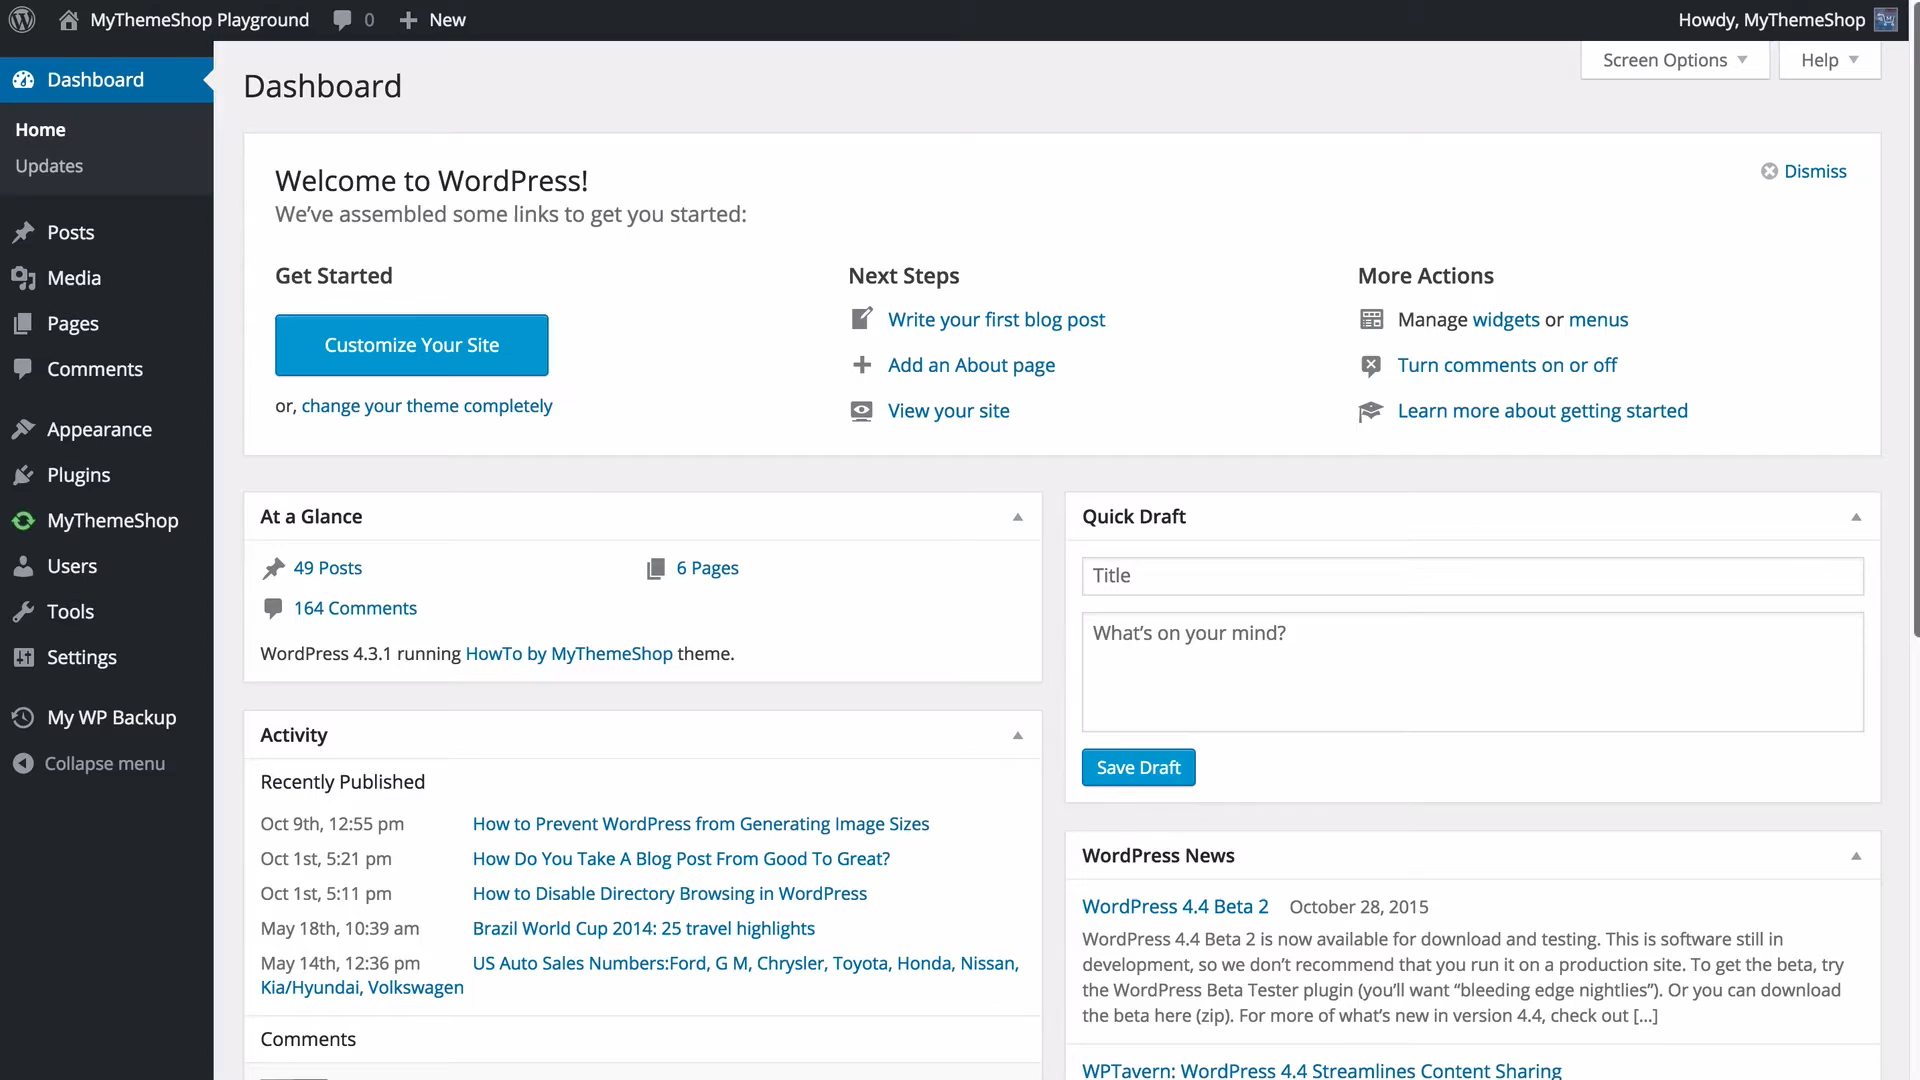 MyThemeShop Playground 0 New Howdy, MyThemeShop
Screen Options Help
Dashboard
Home
Updates
Posts
Media
Pages
Comments
Appearance
Plugins
MyThemeShop
Users
Tools
Settings
My WP Backup
Collapse menu
Dashboard
Welcome to WordPress!
We’ve assembled some links to get you started:
Dismiss
Get Started
Customize Your Site
or, change your theme completely
Next Steps
Write your first blog post
Add an About page
View your site
More Actions
Manage widgets or menus
Turn comments on or off
Learn more about getting started
At a Glance
49 Posts 6 Pages
164 Comments
WordPress 4.3.1 running HowTo by MyThemeShop theme.
Activity
Recently Published
Oct 9th, 12:55 pm How to Prevent WordPress from Generating Image Sizes
Oct 1st, 5:21 pm How Do You Take A Blog Post From Good To Great?
Oct 1st, 5:11 pm How to Disable Directory Browsing in WordPress
May 18th, 10:39 am Brazil World Cup 2014: 25 travel highlights
May 14th, 12:36 pm US Auto Sales Numbers:Ford, G M, Chrysler, Toyota, Honda, Nissan,
Kia/Hyundai, Volkswagen
Comments
Quick Draft
Title
What’s on your mind?
Save Draft
WordPress News
WordPress 4.4 Beta 2 October 28, 2015
WordPress 4.4 Beta 2 is now available for download and testing. This is software still in
development, so we don’t recommend that you run it on a production site. To get the beta, try
the WordPress Beta Tester plugin (you’ll want “bleeding edge nightlies”). Or you can download
the beta here (zip). For more of what’s new in version 4.4, check out […]
WPTavern: WordPress 4.4 Streamlines Content Sharing